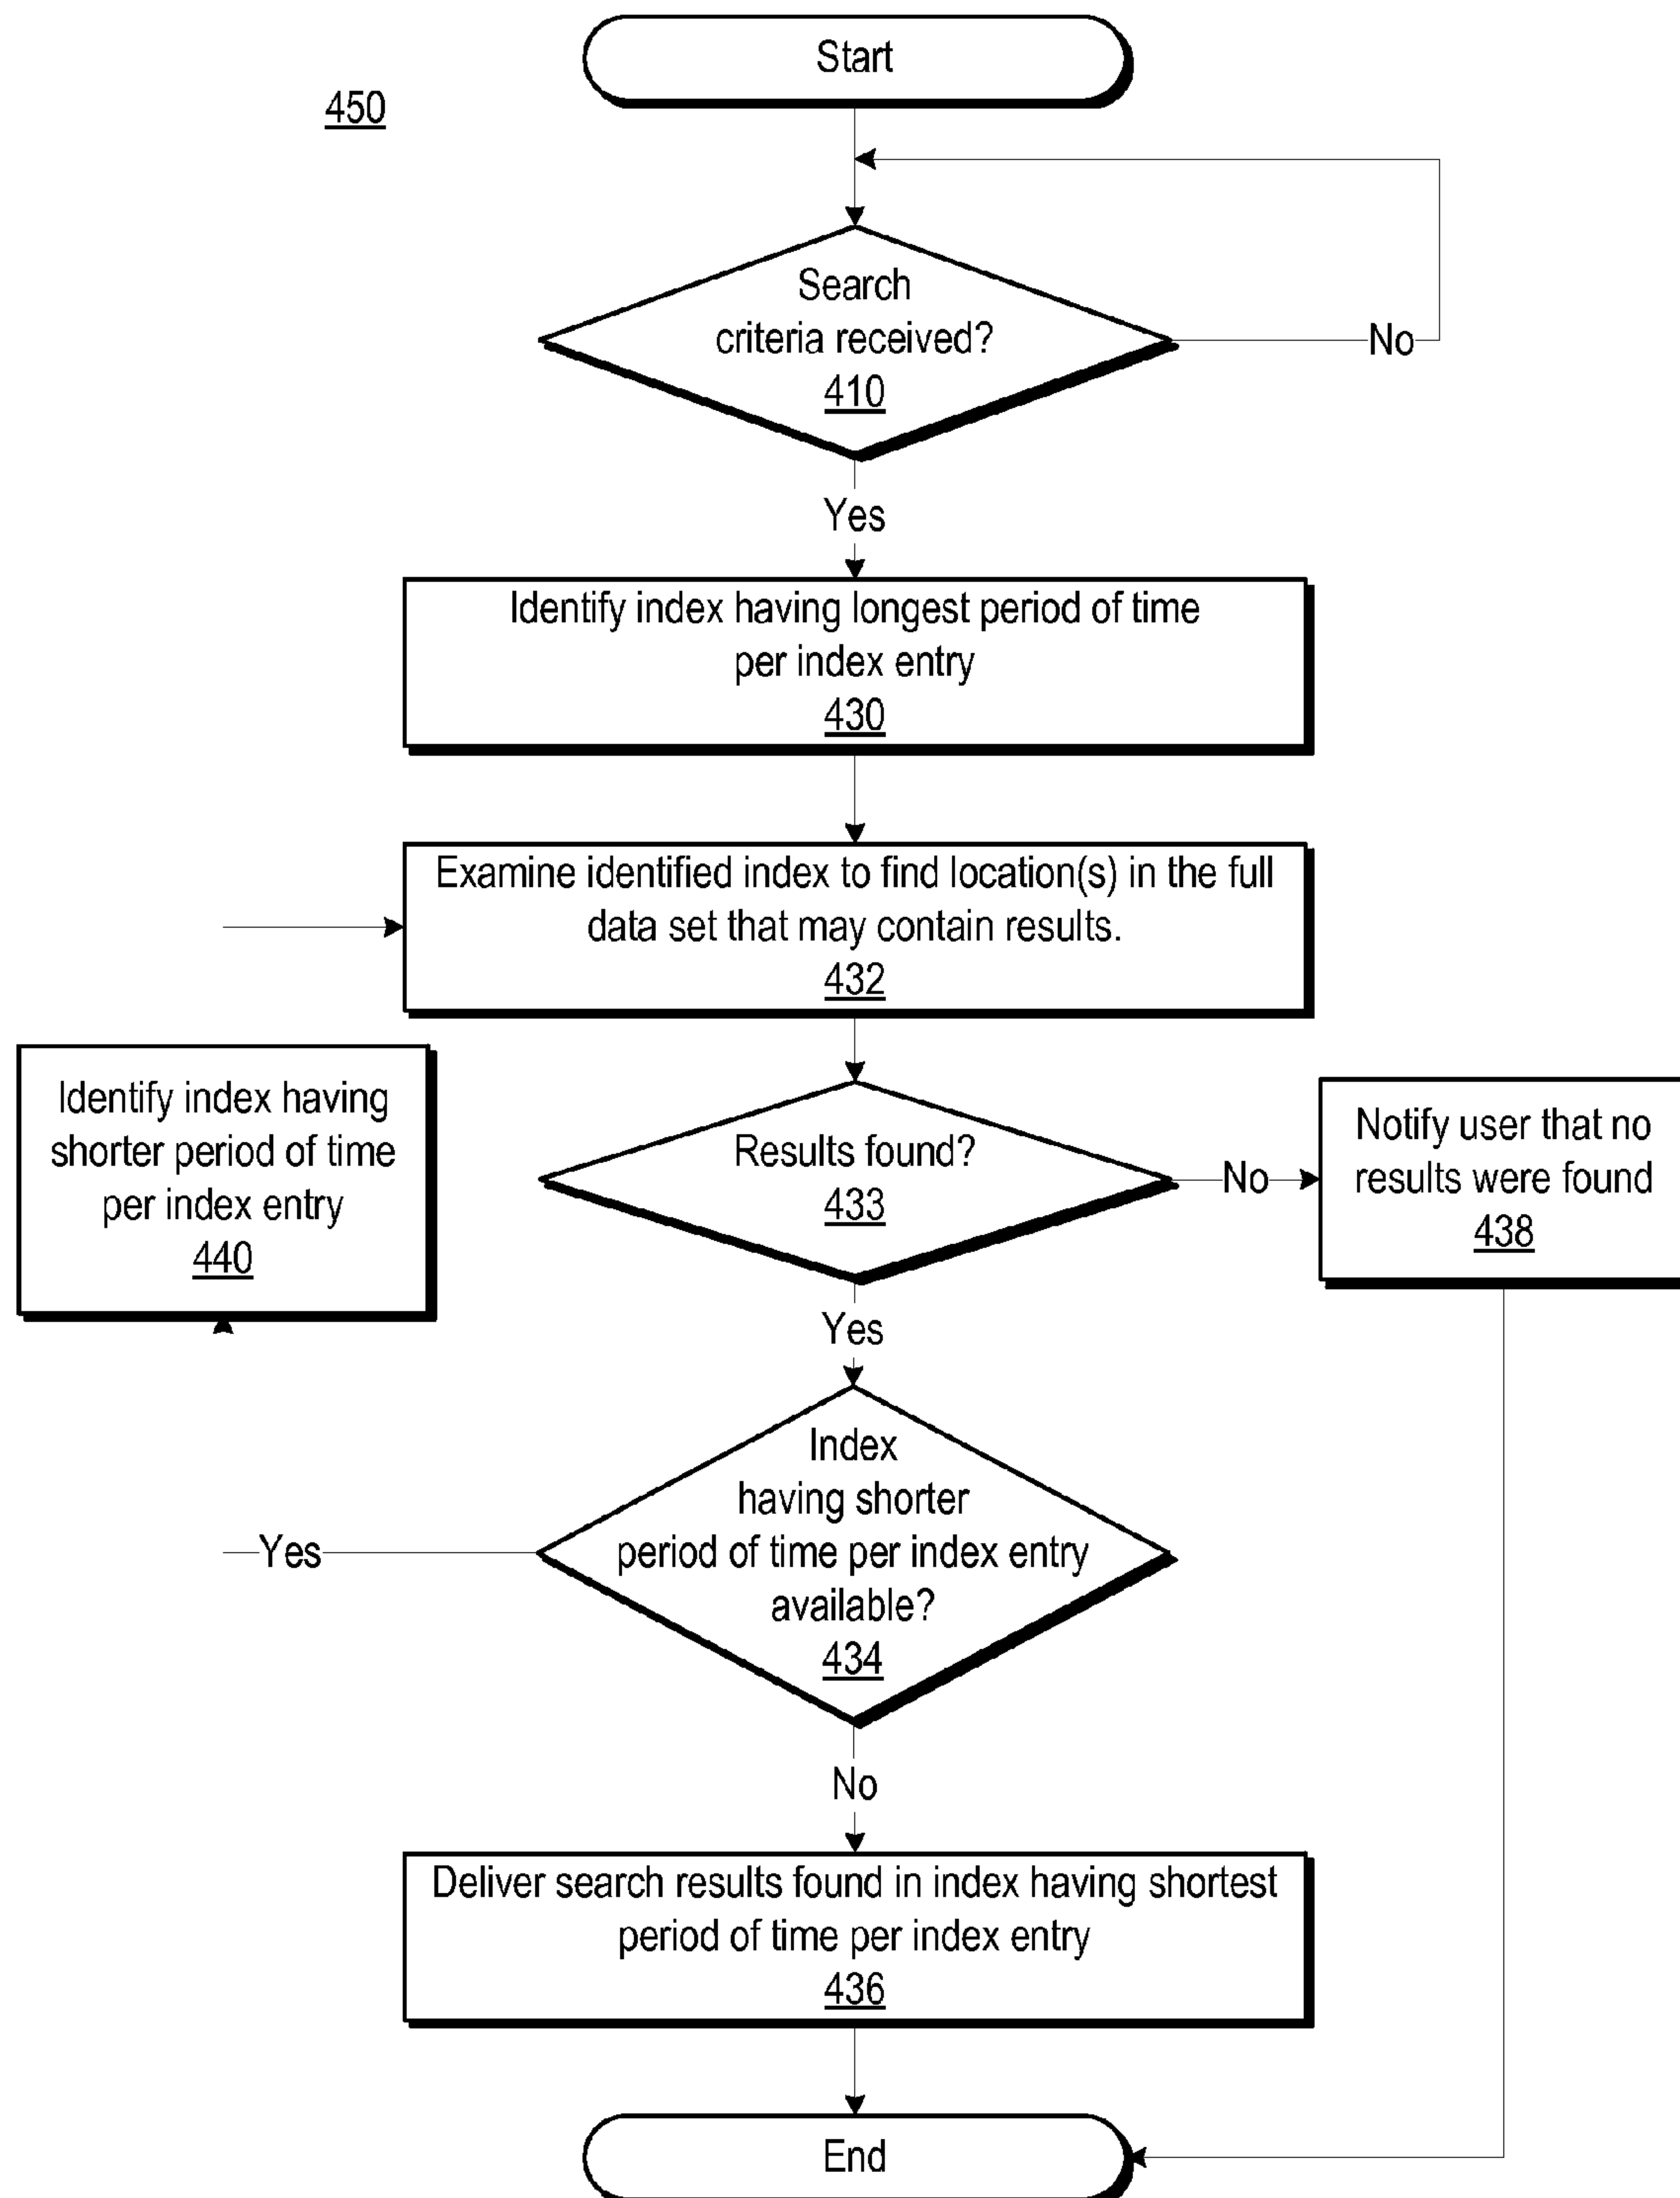 Start
450
Search
criteria received?
410
No
Yes
Identify index having longest period of time
per index entry
430
Examine identified index to find location(s) in the full
data set that may contain results.
432
Identify index having
shorter period of time
per index entry
440
Results found?
433
No
Notify user that no
results were found
438
Yes
Index
having shorter
period of time per index entry
available?
434
Yes
No
Deliver search results found in index having shortest
period of time per index entry
436
End